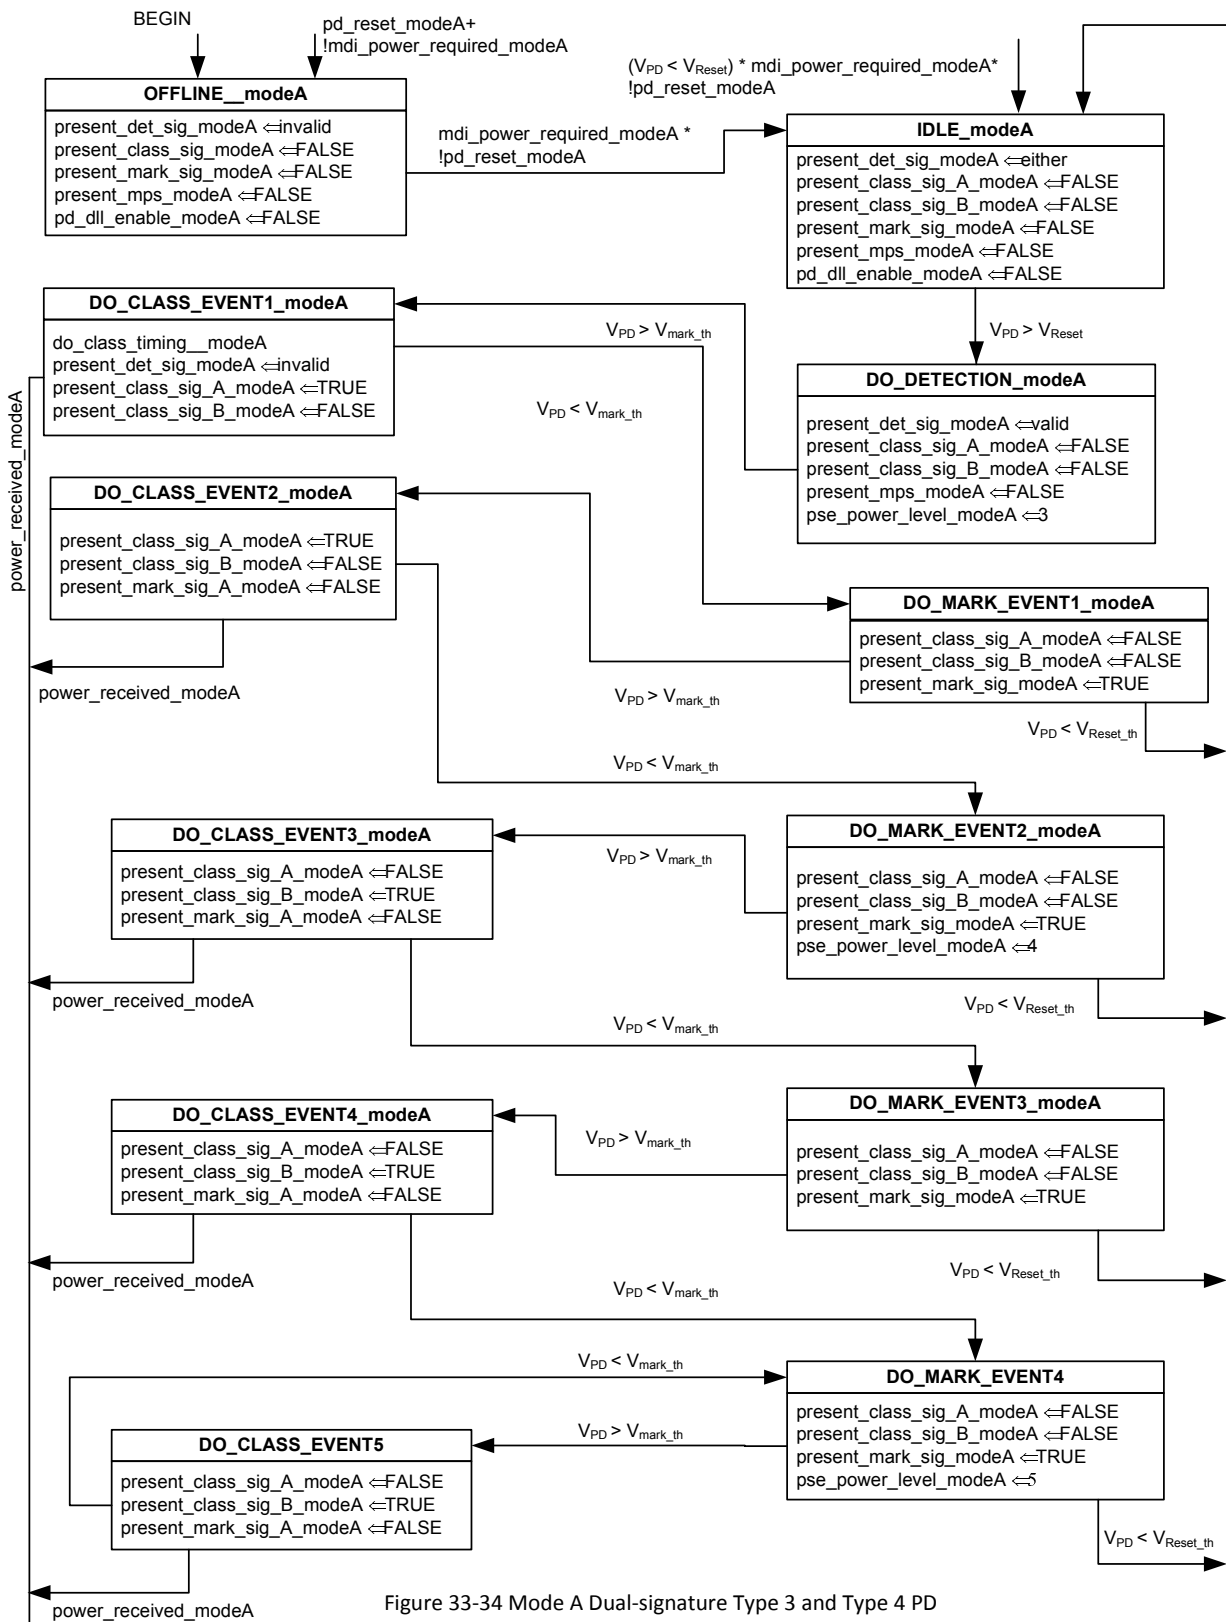 BEGIN
pd_reset_modeA+
!mdi_power_required_modeA
OFFLINE__modeA
present_det_sig_modeA ⇐invalid
present_class_sig_modeA ⇐FALSE
present_mark_sig_modeA ⇐FALSE
present_mps_modeA ⇐FALSE
pd_dll_enable_modeA ⇐FALSE
mdi_power_required_modeA *
!pd_reset_modeA
(VPD < VReset) * mdi_power_required_modeA*
!pd_reset_modeA
IDLE_modeA
present_det_sig_modeA ⇐either
present_class_sig_A_modeA ⇐FALSE
present_class_sig_B_modeA ⇐FALSE
present_mark_sig_modeA ⇐FALSE
present_mps_modeA ⇐FALSE
pd_dll_enable_modeA ⇐FALSE
VPD > VReset
DO_CLASS_EVENT1_modeA
do_class_timing__modeA
present_det_sig_modeA ⇐invalid
present_class_sig_A_modeA ⇐TRUE
present_class_sig_B_modeA ⇐FALSE
VPD > Vmark_th
VPD < Vmark_th
DO_DETECTION_modeA
present_det_sig_modeA ⇐valid
present_class_sig_A_modeA ⇐FALSE
present_class_sig_B_modeA ⇐FALSE
present_mps_modeA ⇐FALSE
pse_power_level_modeA ⇐3
power_received_modeA
DO_CLASS_EVENT2_modeA
present_class_sig_A_modeA ⇐TRUE
present_class_sig_B_modeA ⇐FALSE
present_mark_sig_A_modeA ⇐FALSE
power_received_modeA
DO_MARK_EVENT1_modeA
present_class_sig_A_modeA ⇐FALSE
present_class_sig_B_modeA ⇐FALSE
present_mark_sig_modeA ⇐TRUE
VPD > Vmark_th
VPD < VReset_th
VPD < Vmark_th
DO_CLASS_EVENT3_modeA
present_class_sig_A_modeA ⇐FALSE
present_class_sig_B_modeA ⇐TRUE
present_mark_sig_A_modeA ⇐FALSE
power_received_modeA
VPD > Vmark_th
DO_MARK_EVENT2_modeA
present_class_sig_A_modeA ⇐FALSE
present_class_sig_B_modeA ⇐FALSE
present_mark_sig_modeA ⇐TRUE
pse_power_level_modeA ⇐4
VPD < VReset_th
VPD < Vmark_th
DO_CLASS_EVENT4_modeA
present_class_sig_A_modeA ⇐FALSE
present_class_sig_B_modeA ⇐TRUE
present_mark_sig_A_modeA ⇐FALSE
power_received_modeA
VPD > Vmark_th
DO_MARK_EVENT3_modeA
present_class_sig_A_modeA ⇐FALSE
present_class_sig_B_modeA ⇐FALSE
present_mark_sig_modeA ⇐TRUE
VPD < VReset_th
VPD < Vmark_th
VPD < Vmark_th
DO_MARK_EVENT4
present_class_sig_A_modeA ⇐FALSE
present_class_sig_B_modeA ⇐FALSE
present_mark_sig_modeA ⇐TRUE
pse_power_level_modeA ⇐5
VPD > Vmark_th
DO_CLASS_EVENT5
present_class_sig_A_modeA ⇐FALSE
present_class_sig_B_modeA ⇐TRUE
present_mark_sig_A_modeA ⇐FALSE
VPD < VReset_th
power_received_modeA
Figure 33-34 Mode A Dual-signature Type 3 and Type 4 PD